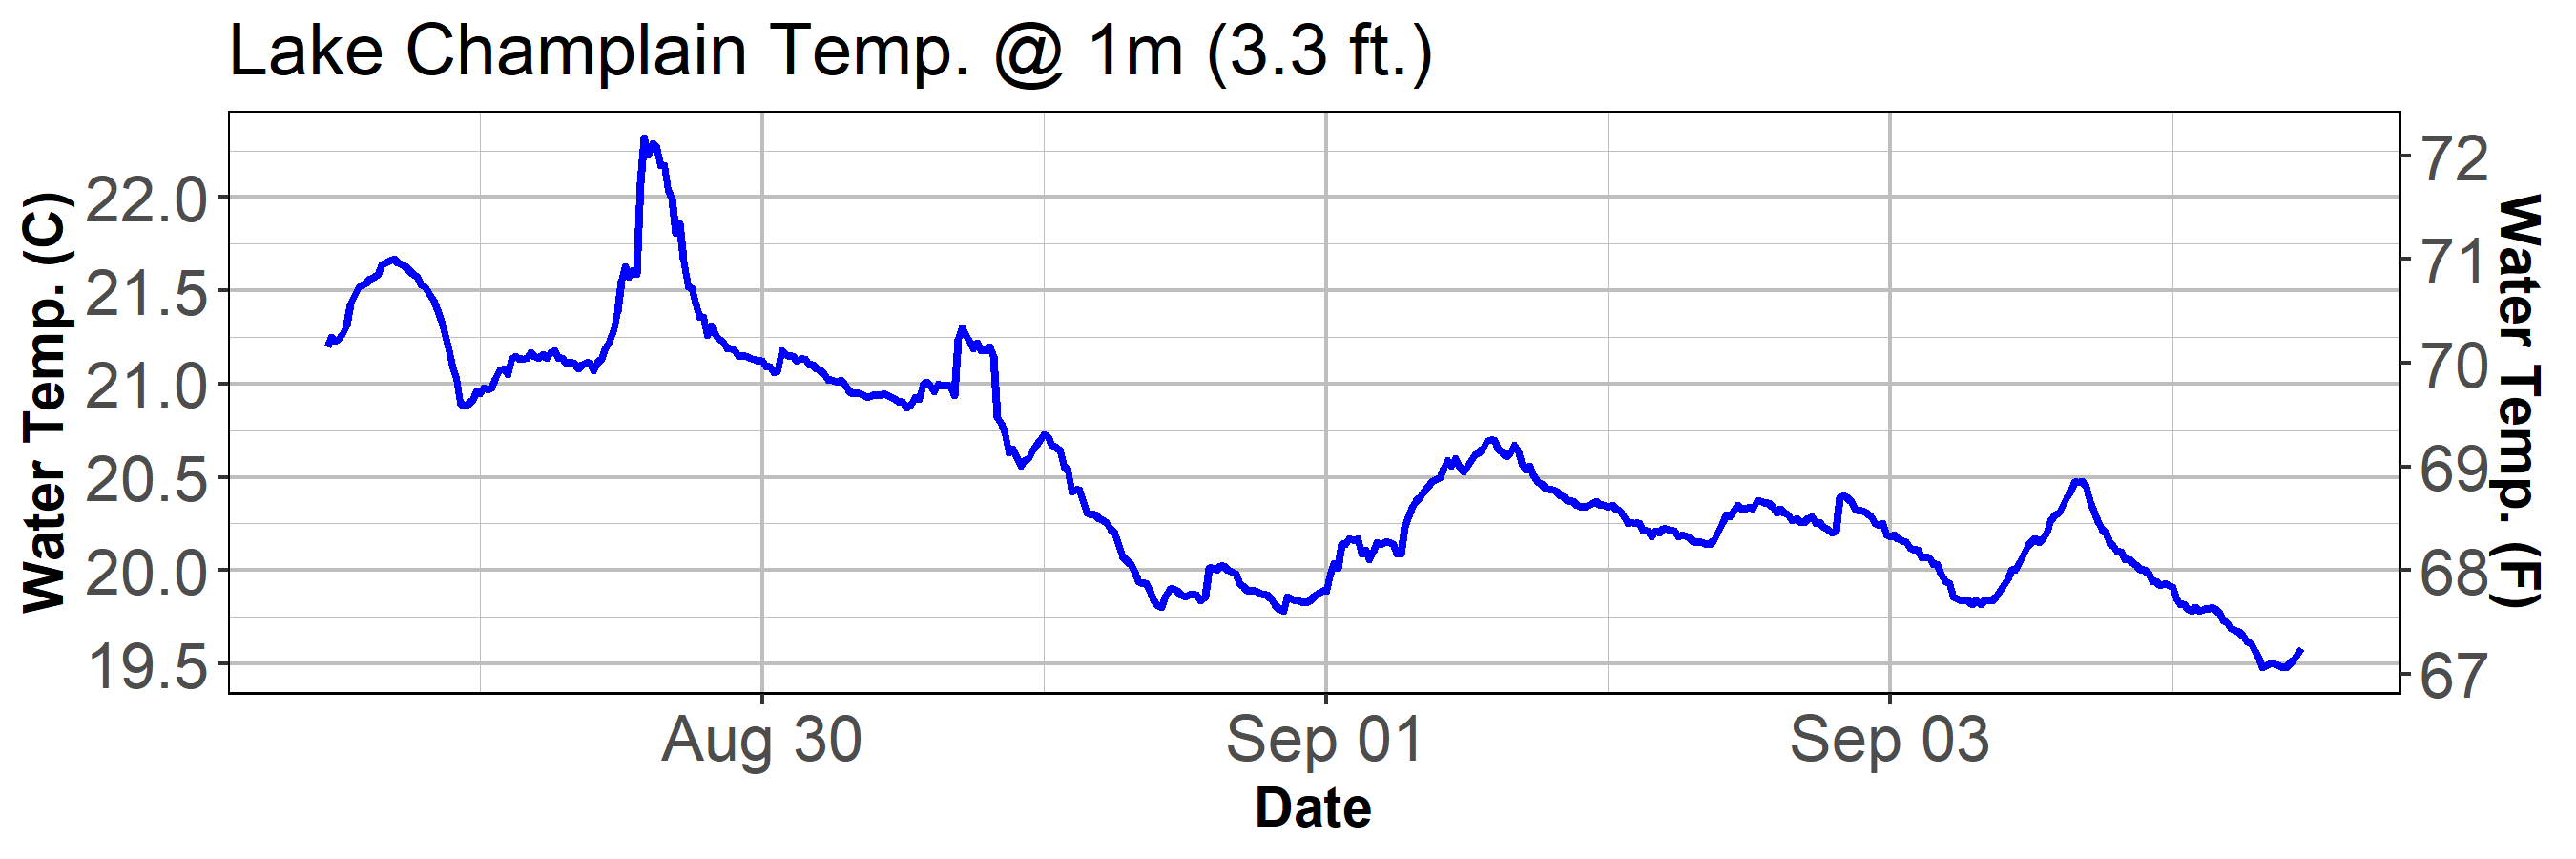 Lake Champlain Temp. @ 1m (3.3 ft.)
Water Temp. (C)
22.0
21.5
21.0
20.5
20.0
19.5
72
71
70
69
68
67
Water Temp. (F)
Aug 30
Sep 01
Sep 03
Date